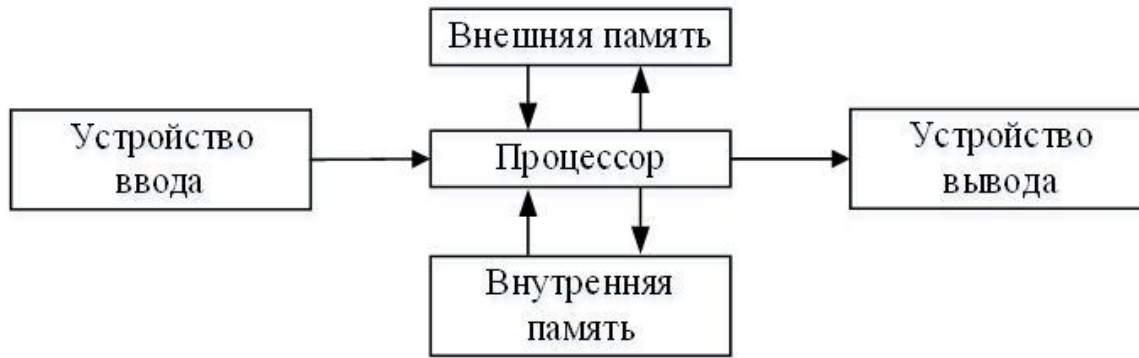 Внешняя память
Устройство
ввода
Процессор
Устройство
вывода
Внутренняя
память